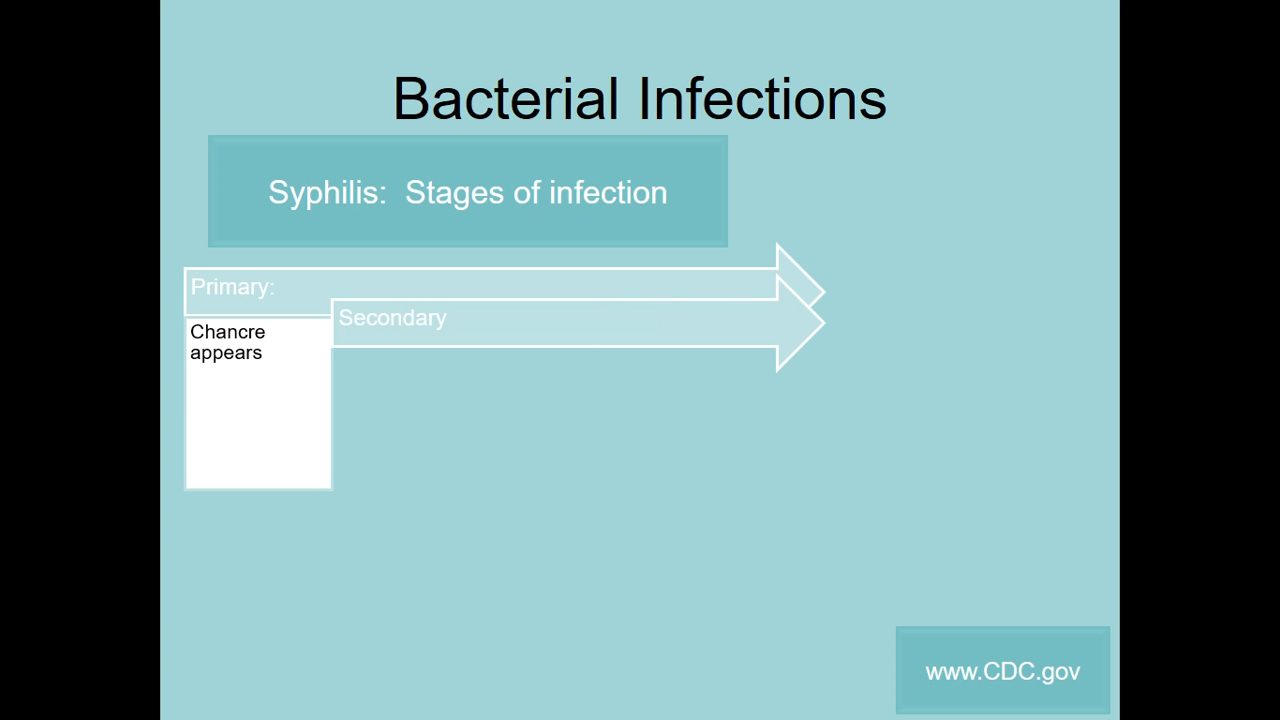 Bacterial Infections
Syphilis:  Stages of infection
Primary:
Secondary
Chancre
appears
www.CDC.gov